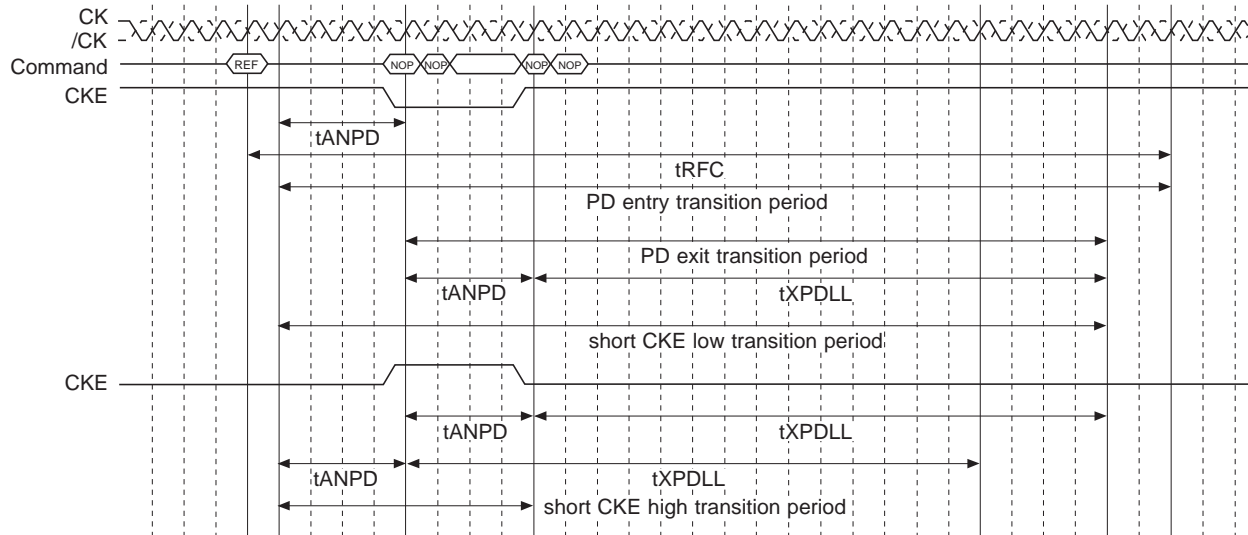 CK
/CK
Command REF NOP NOP NOP NOP
CKE
tANPD
tRFC
PD entry transition period
PD exit transition period
tANPD tXPDLL
short CKE low transition period
CKE
tANPD tXPDLL
tANPD tXPDLL
short CKE high transition period